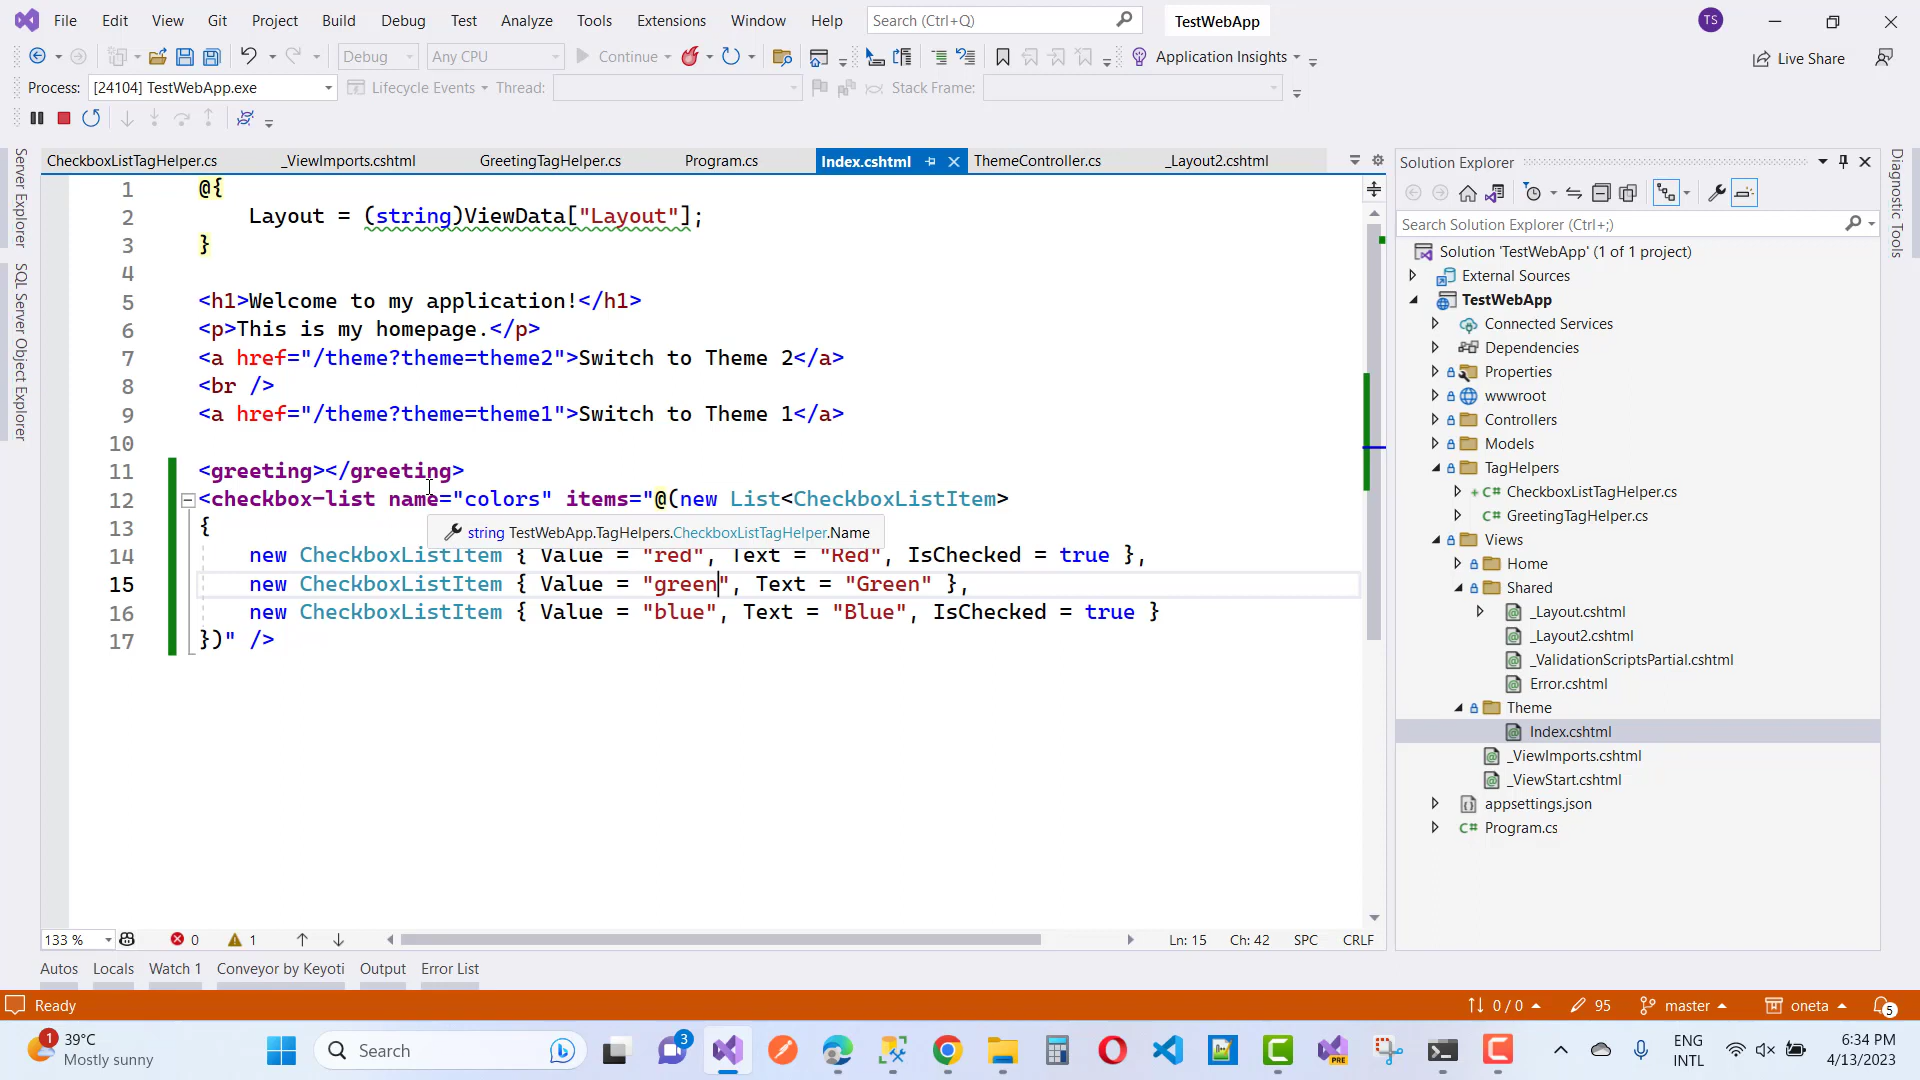 File Edit View Git Project Build Debug Test Analyze Tools Extensions Window Help Search (Ctrl+Q) TestWebApp TS
Debug Any CPU Continue Application Insights Live Share
Process: [24104] TestWebApp.exe Lifecycle Events Thread: Stack Frame:
Server Explorer
SQL Server Object Explorer
CheckboxListTagHelper.cs _ViewImports.cshtml GreetingTagHelper.cs Program.cs Index.cshtml ThemeController.cs _Layout2.cshtml
1 @{
2 Layout = (string)ViewData["Layout"];
3 }
4
5 <h1>Welcome to my application!</h1>
6 <p>This is my homepage.</p>
7 <a href="/theme?theme=theme2">Switch to Theme 2</a>
8 <br />
9 <a href="/theme?theme=theme1">Switch to Theme 1</a>
10
11 <greeting></greeting>
12 <checkbox-list name="colors" items="@(new List<CheckboxListItem>
13 {
string TestWebApp.TagHelpers.CheckboxListTagHelper.Name
14 new CheckboxListItem { Value = "red", Text = "Red", IsChecked = true },
15 new CheckboxListItem { Value = "green", Text = "Green" },
16 new CheckboxListItem { Value = "blue", Text = "Blue", IsChecked = true }
17 })" />
133 % 0 1 Ln: 15 Ch: 42 SPC CRLF
Solution Explorer
Search Solution Explorer (Ctrl+;)
Solution 'TestWebApp' (1 of 1 project)
External Sources
TestWebApp
Connected Services
Dependencies
Properties
wwwroot
Controllers
Models
TagHelpers
+ C# CheckboxListTagHelper.cs
C# GreetingTagHelper.cs
Views
Home
Shared
_Layout.cshtml
_Layout2.cshtml
_ValidationScriptsPartial.cshtml
Error.cshtml
Theme
Index.cshtml
_ViewImports.cshtml
_ViewStart.cshtml
appsettings.json
C# Program.cs
Diagnostic Tools
Autos Locals Watch 1 Conveyor by Keyoti Output Error List
Ready 0 / 0 95 master oneta 5
1 39°C
Mostly sunny
Search 3 PRE
ENG
INTL
6:34 PM
4/13/2023